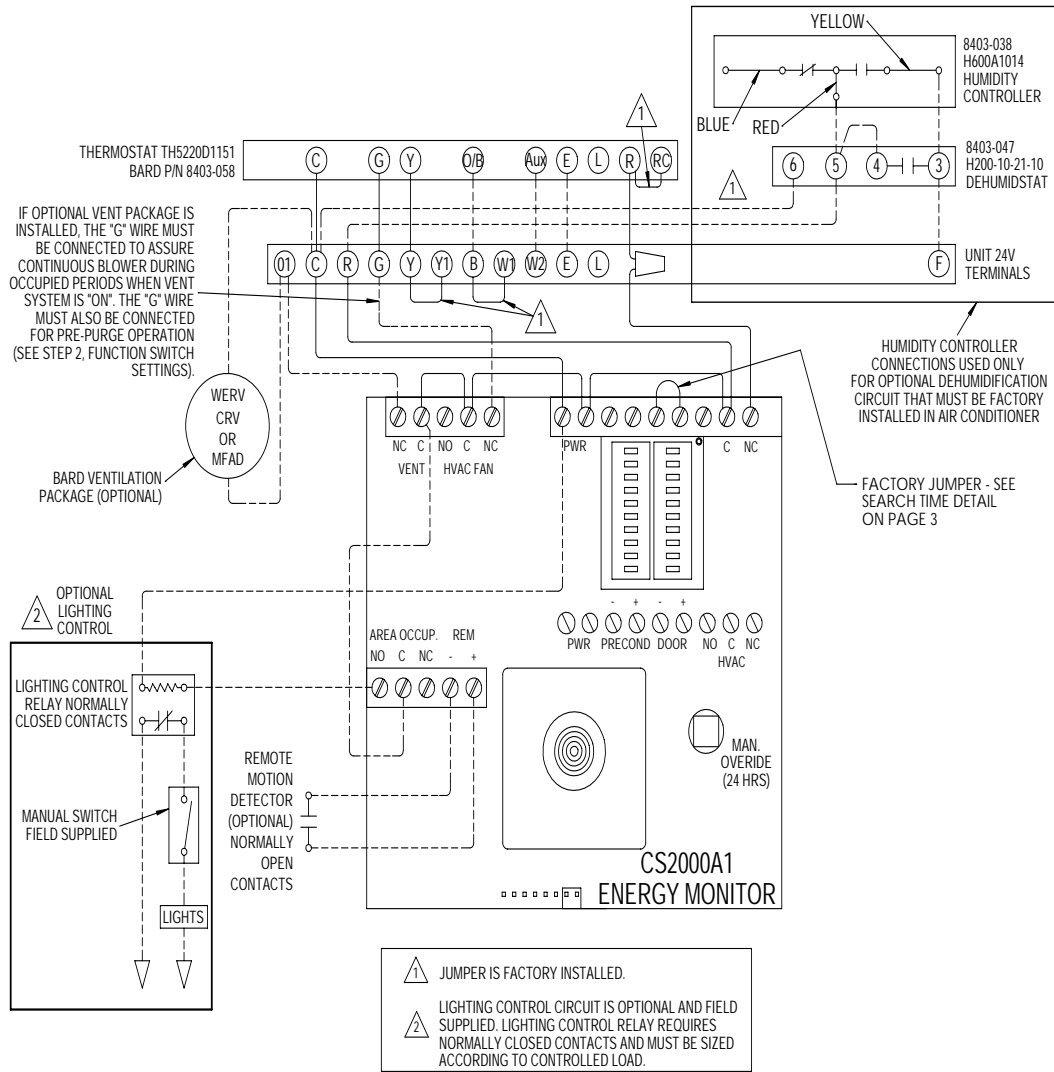 YELLOW
8403-038
H600A1014
HUMIDITY
CONTROLLER
BLUE
RED
1
THERMOSTAT TH5220D1151
BARD P/N 8403-058
C G Y O/B Aux E L R RC
6 5 4 3
8403-047
H200-10-21-10
DEHUMIDSTAT
1
IF OPTIONAL VENT PACKAGE IS
INSTALLED, THE "G" WIRE MUST
BE CONNECTED TO ASSURE
CONTINUOUS BLOWER DURING
OCCUPIED PERIODS WHEN VENT
SYSTEM IS "ON". THE "G" WIRE
MUST ALSO BE CONNECTED
FOR PRE-PURGE OPERATION
(SEE STEP 2, FUNCTION SWITCH
SETTINGS).
01 C R G Y Y1 B W1 W2 E L F
UNIT 24V
TERMINALS
1
HUMIDITY CONTROLLER
CONNECTIONS USED ONLY
FOR OPTIONAL DEHUMIDIFICATION
CIRCUIT THAT MUST BE FACTORY
INSTALLED IN AIR CONDITIONER
WERV
CRV
OR
MFAD
BARD VENTILATION
PACKAGE (OPTIONAL)
NC C NO C NC
VENT HVAC FAN
PWR C NC
FACTORY JUMPER - SEE
SEARCH TIME DETAIL
ON PAGE 3
2
OPTIONAL
LIGHTING
CONTROL
- + - +
PWR PRECOND DOOR NO C NC
HVAC
AREA OCCUP. REM
NO C NC - +
LIGHTING CONTROL
RELAY NORMALLY
CLOSED CONTACTS
MANUAL SWITCH
FIELD SUPPLIED
LIGHTS
REMOTE
MOTION
DETECTOR
(OPTIONAL)
NORMALLY
OPEN
CONTACTS
MAN.
OVERIDE
(24 HRS)
CS2000A1
ENERGY MONITOR
1 JUMPER IS FACTORY INSTALLED.
2 LIGHTING CONTROL CIRCUIT IS OPTIONAL AND FIELD
SUPPLIED. LIGHTING CONTROL RELAY REQUIRES
NORMALLY CLOSED CONTACTS AND MUST BE SIZED
ACCORDING TO CONTROLLED LOAD.